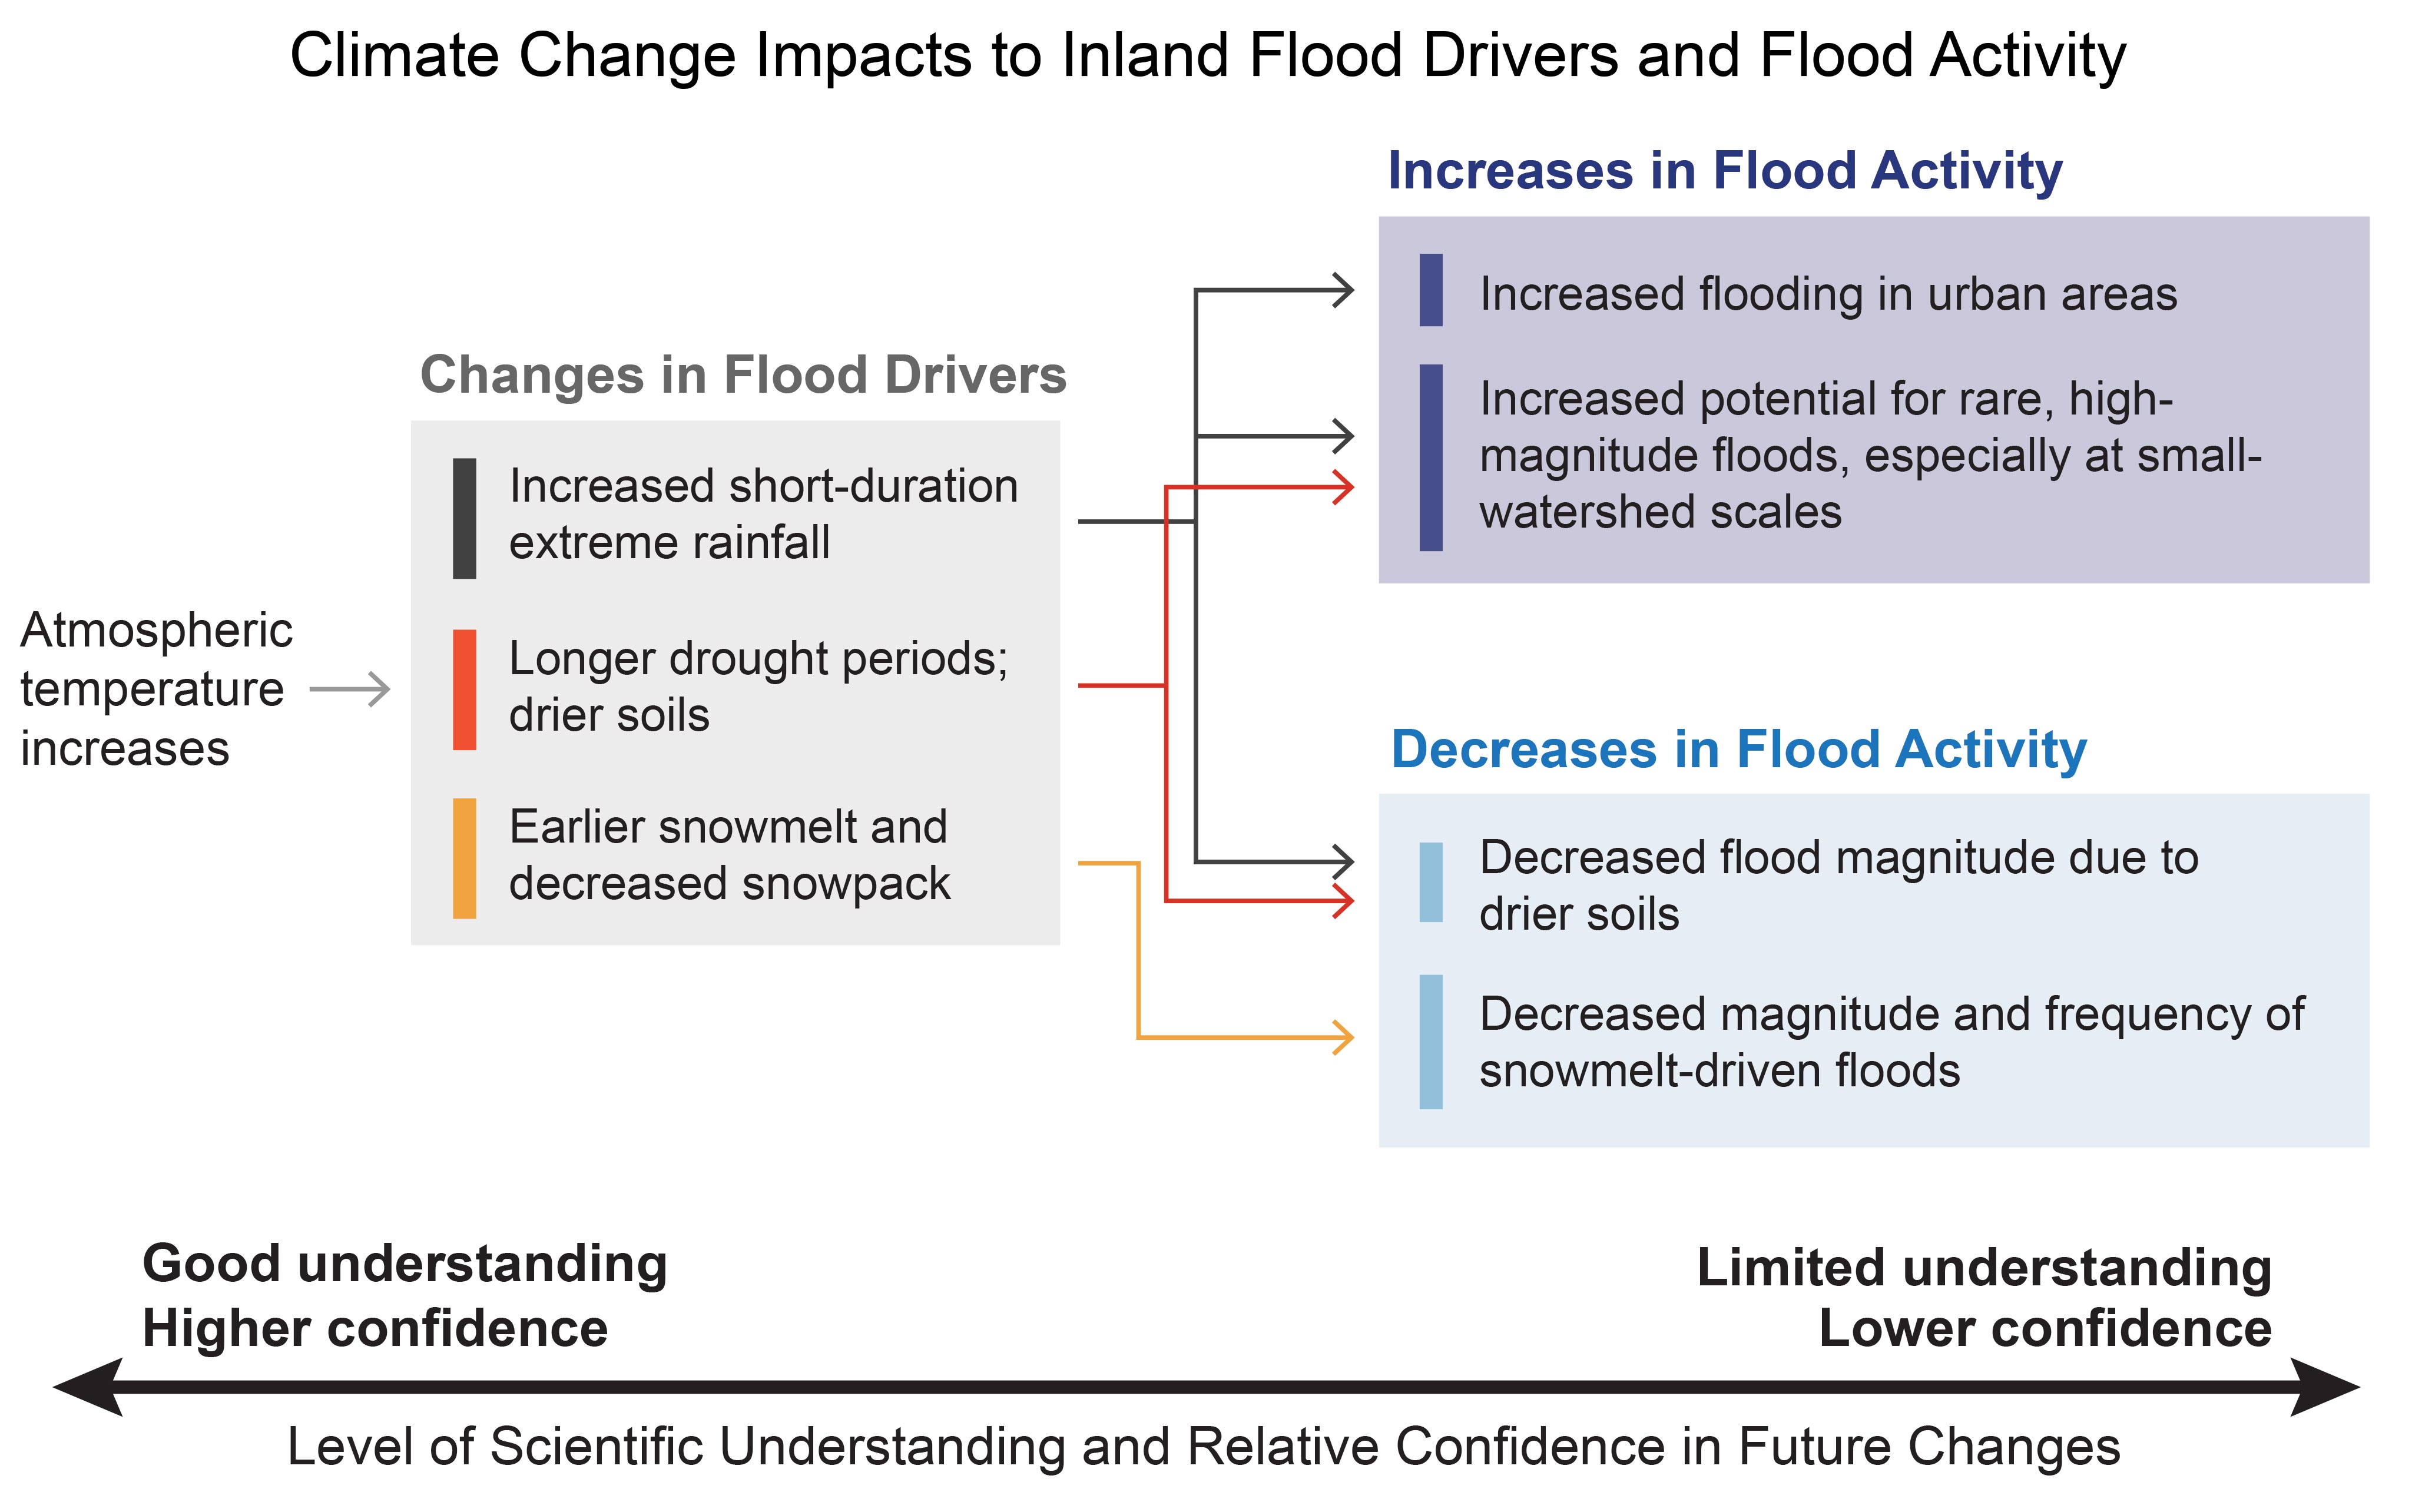 Climate Change Impacts to Inland Flood Drivers and Flood Activity
Atmospheric
temperature
increases
Changes in Flood Drivers
Increased short-duration
extreme rainfall
Longer drought periods;
drier soils
Earlier snowmelt and
decreased snowpack
Increases in Flood Activity
Increased flooding in urban areas
Increased potential for rare, high-
magnitude floods, especially at small-
watershed scales
Decreases in Flood Activity
Decreased flood magnitude due to
drier soils
Decreased magnitude and frequency of
snowmelt-driven floods
Good understanding
Higher confidence
Limited understanding
Lower confidence
Level of Scientific Understanding and Relative Confidence in Future Changes